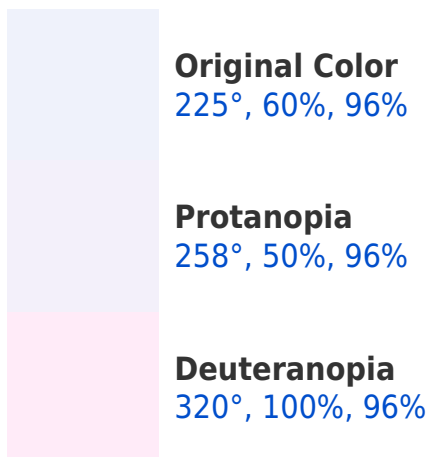 Original Color
225°, 60%, 96%
Protanopia
258°, 50%, 96%
Deuteranopia
320°, 100%, 96%